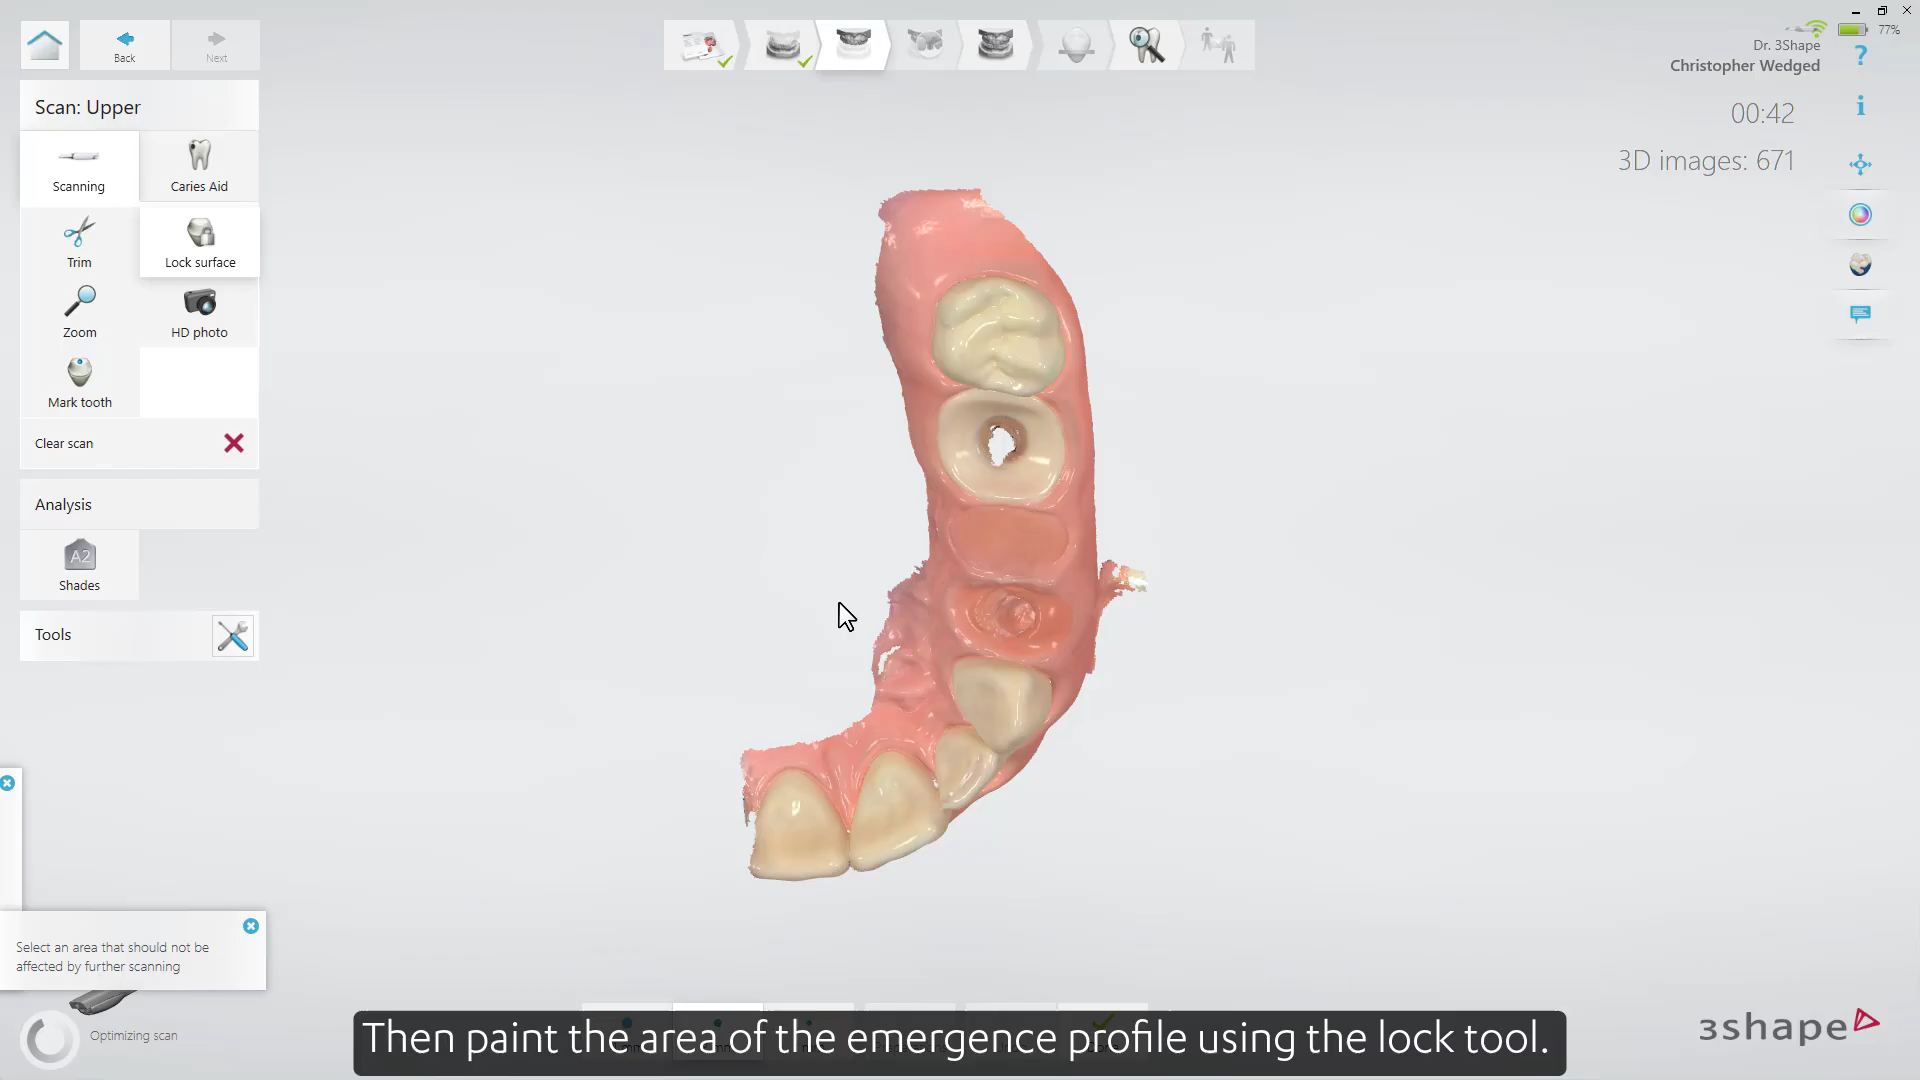 Back
Next
77%
Dr. 3Shape
Christopher Wedged
?
i
00:42
3D images: 671
Scan: Upper
Scanning
Caries Aid
Trim
Lock surface
Zoom
HD photo
Mark tooth
Clear scan
Analysis
A2
Shades
Tools
Select an area that should not be
affected by further scanning
Optimizing scan
Then paint the area of the emergence profile using the lock tool.
3shape